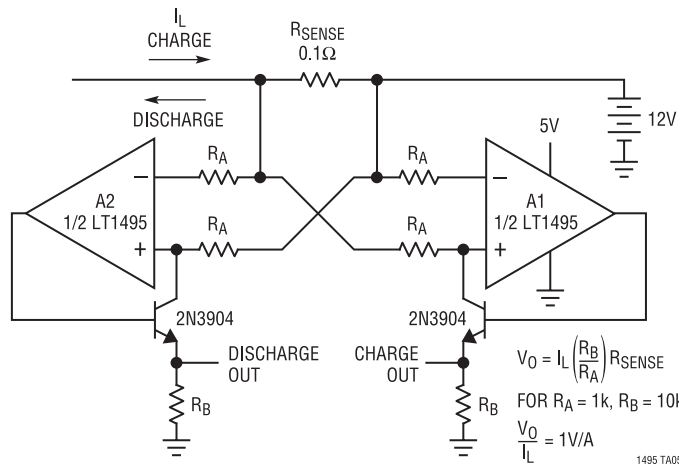 I_L
CHARGE
R_SENSE
0.1Ω
DISCHARGE
12V
5V
R_A
R_A
A2
1/2 LT1495
A1
1/2 LT1495
R_A
R_A
–
+
–
+
2N3904
2N3904
DISCHARGE
OUT
CHARGE
OUT
R_B
R_B
V_O = I_L (R_B/R_A) R_SENSE
FOR R_A = 1k, R_B = 10k
V_O/I_L = 1V/A
1495 TA05